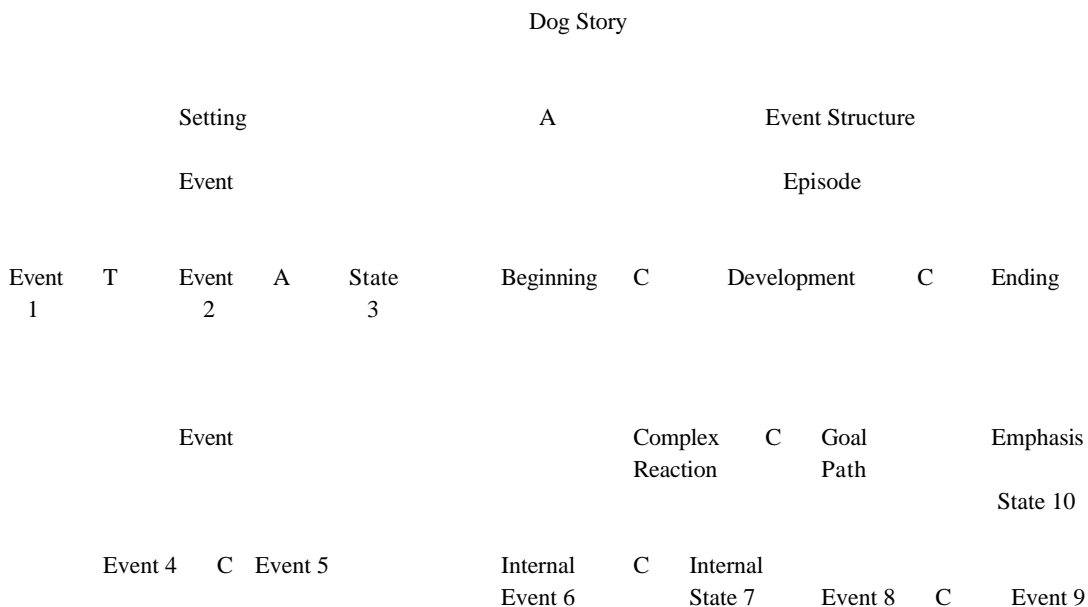 Dog Story
Setting A Event Structure
Event Episode
Event T Event A State Beginning C Development C Ending
1 2 3
Event Complex C Goal Emphasis
Reaction Path
State 10
Event 4 C Event 5 Internal C Internal
Event 6 State 7 Event 8 C Event 9